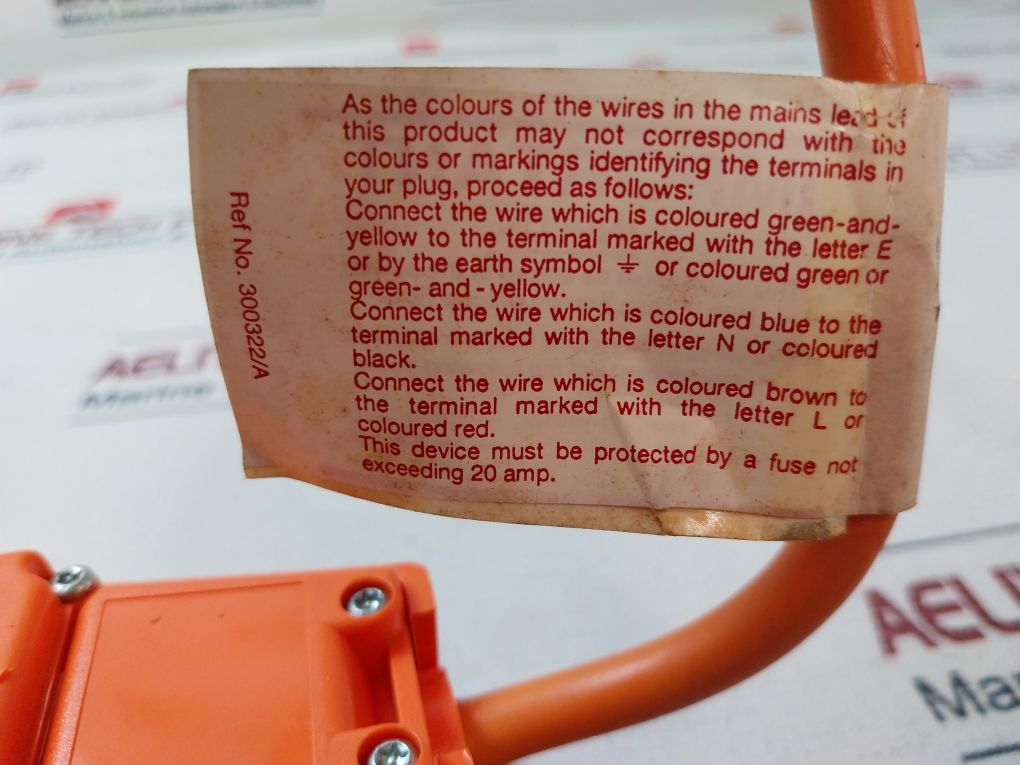 As the colours of the wires in the mains lead of
this product may not correspond with the
colours or markings identifying the terminals in
your plug, proceed as follows:
Connect the wire which is coloured green-and-
yellow to the terminal marked with the letter E
or by the earth symbol ⏚ or coloured green or
green- and - yellow.
Connect the wire which is coloured blue to the
terminal marked with the letter N or coloured
black.
Connect the wire which is coloured brown to
the terminal marked with the letter L or
coloured red.
This device must be protected by a fuse not
exceeding 20 amp.
Ref No. 300322/A
AELI
Marine
AELI
Mar